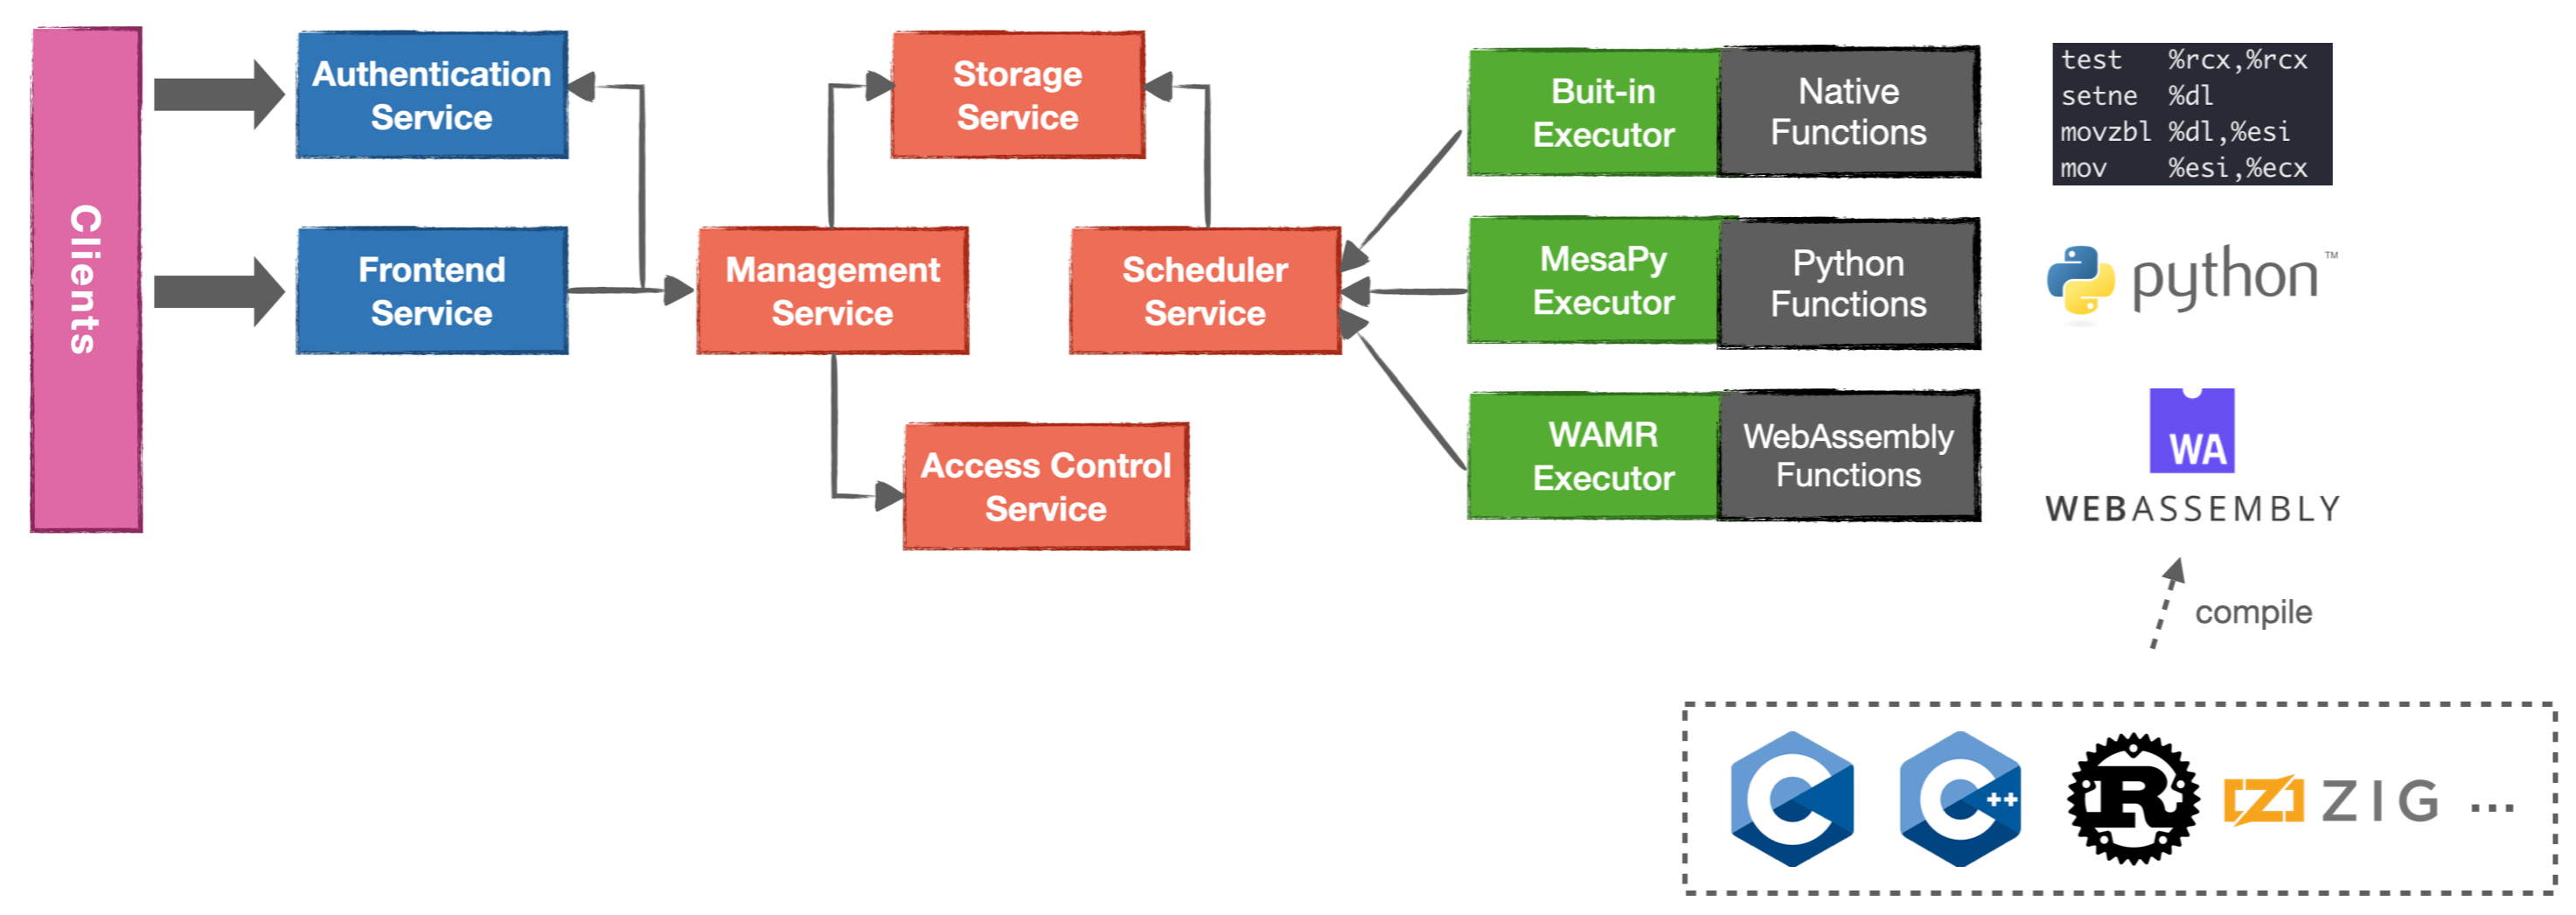 Clients
Authentication
Service
Frontend
Service
Storage
Service
Management
Service
Scheduler
Service
Access Control
Service
Buit-in
Executor
Native
Functions
test %rcx,%rcx
setne %dl
movzbl %dl,%esi
mov %esi,%ecx
MesaPy
Executor
Python
Functions
python™
WAMR
Executor
WebAssembly
Functions
WA
WEBASSEMBLY
compile
C
C++
R
ZIG ...